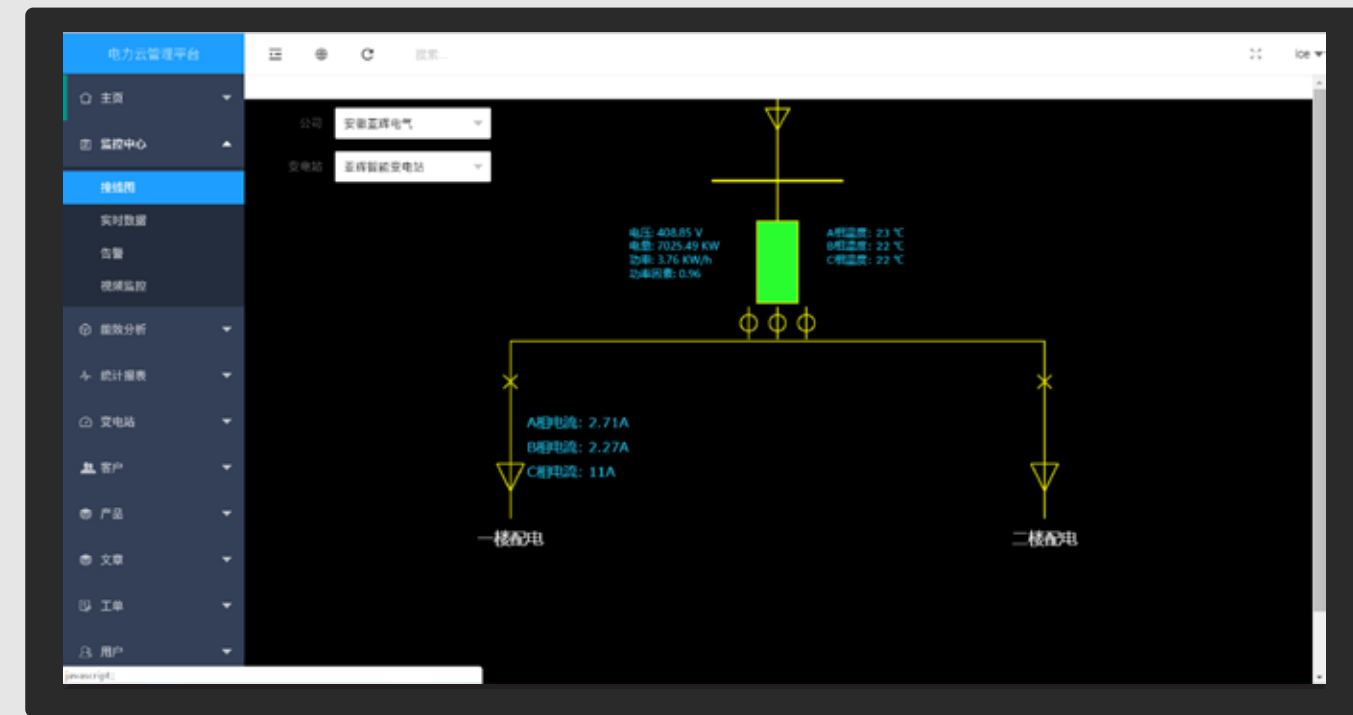 电力云管理平台
搜索...
ice
主页
监控中心
接线图
实时数据
告警
视频监控
能效分析
统计报表
变电站
客户
产品
文章
工单
用户
javascript:;
公司
安徽亚辉电气
变电站
亚辉智能变电站
电压: 408.85 V
电量: 7025.49 KW
功率: 3.76 KW/h
功率因素: 0.96
A相温度: 23 ℃
B相温度: 22 ℃
C相温度: 22 ℃
A相电流: 2.71A
B相电流: 2.27A
C相电流: 11A
一楼配电
二楼配电